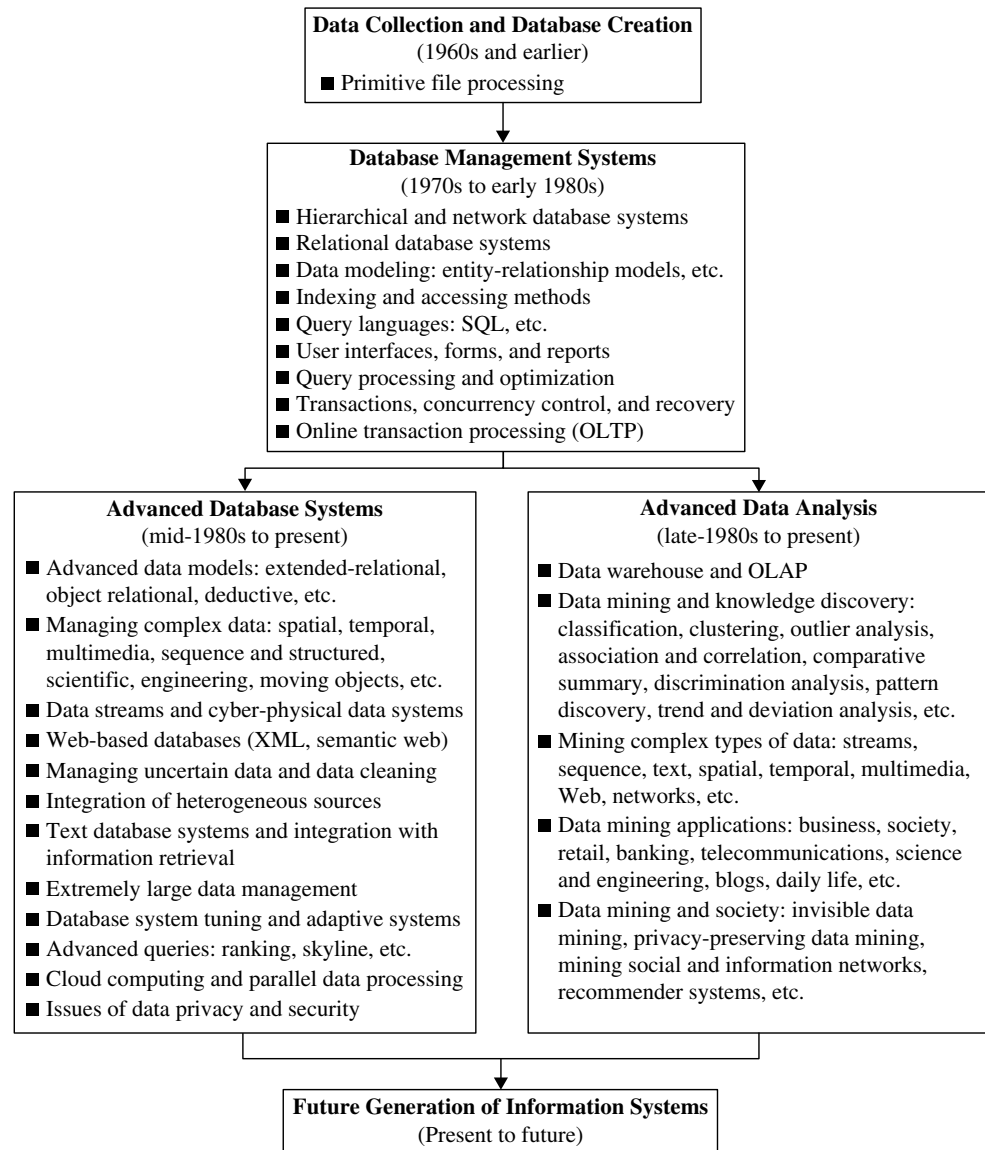 Data Collection and Database Creation
(1960s and earlier)
■ Primitive file processing
Database Management Systems
(1970s to early 1980s)
■ Hierarchical and network database systems
■ Relational database systems
■ Data modeling: entity-relationship models, etc.
■ Indexing and accessing methods
■ Query languages: SQL, etc.
■ User interfaces, forms, and reports
■ Query processing and optimization
■ Transactions, concurrency control, and recovery
■ Online transaction processing (OLTP)
Advanced Database Systems
(mid-1980s to present)
■ Advanced data models: extended-relational,
object relational, deductive, etc.
■ Managing complex data: spatial, temporal,
multimedia, sequence and structured,
scientific, engineering, moving objects, etc.
■ Data streams and cyber-physical data systems
■ Web-based databases (XML, semantic web)
■ Managing uncertain data and data cleaning
■ Integration of heterogeneous sources
■ Text database systems and integration with
information retrieval
■ Extremely large data management
■ Database system tuning and adaptive systems
■ Advanced queries: ranking, skyline, etc.
■ Cloud computing and parallel data processing
■ Issues of data privacy and security
Advanced Data Analysis
(late-1980s to present)
■ Data warehouse and OLAP
■ Data mining and knowledge discovery:
classification, clustering, outlier analysis,
association and correlation, comparative
summary, discrimination analysis, pattern
discovery, trend and deviation analysis, etc.
■ Mining complex types of data: streams,
sequence, text, spatial, temporal, multimedia,
Web, networks, etc.
■ Data mining applications: business, society,
retail, banking, telecommunications, science
and engineering, blogs, daily life, etc.
■ Data mining and society: invisible data
mining, privacy-preserving data mining,
mining social and information networks,
recommender systems, etc.
Future Generation of Information Systems
(Present to future)